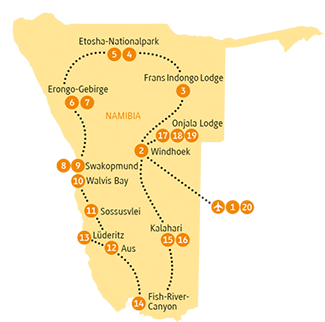 Etosha-Nationalpark
5 4
Frans Indongo Lodge
3
Erongo-Gebirge
6 7
NAMIBIA
Onjala Lodge
17 18 19
2
Windhoek
8 9
Swakopmund
10
Walvis Bay
1 20
11 Sossusvlei
Lüderitz
13
12
Aus
Kalahari
15 16
14
Fish-River-
Canyon